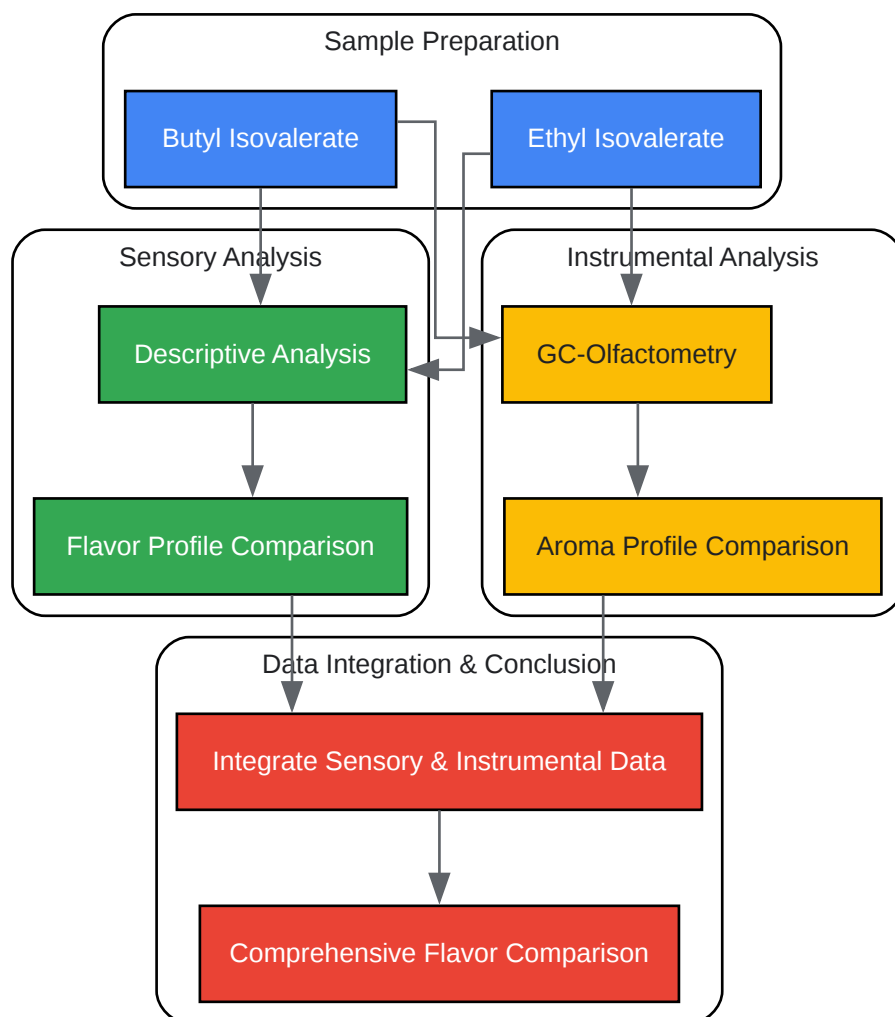 Sample Preparation
Butyl Isovalerate
Ethyl Isovalerate
Sensory Analysis
Instrumental Analysis
Descriptive Analysis
GC-Olfactometry
Flavor Profile Comparison
Aroma Profile Comparison
Data Integration & Conclusion
Integrate Sensory & Instrumental Data
Comprehensive Flavor Comparison